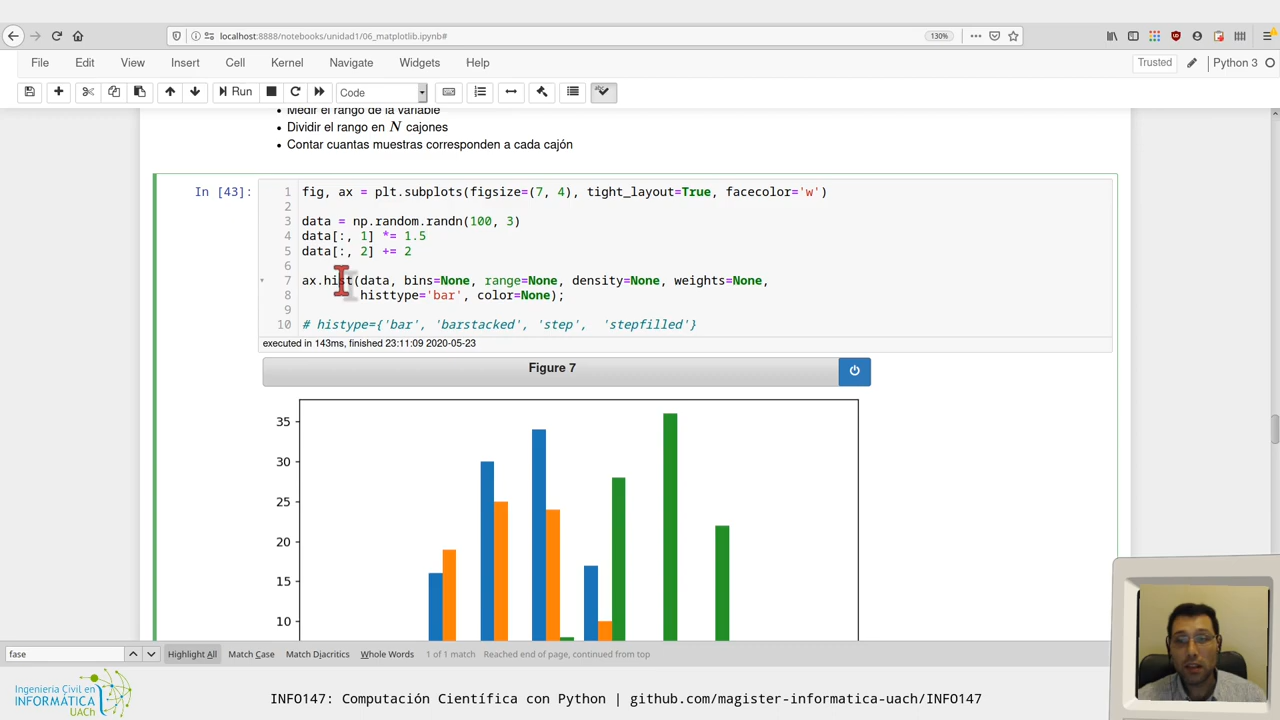 localhost:8888/notebooks/unidad1/06_matplotlib.ipynb#
130%
File Edit View Insert Cell Kernel Navigate Widgets Help
Trusted
Python 3
Run
Code
Medir el rango de la variable
Dividir el rango en N cajones
Contar cuantas muestras corresponden a cada cajón
In [43]:
1 fig, ax = plt.subplots(figsize=(7, 4), tight_layout=True, facecolor='w')
2
3 data = np.random.randn(100, 3)
4 data[:, 1] *= 1.5
5 data[:, 2] += 2
6
7 ax.hist(data, bins=None, range=None, density=None, weights=None,
8 histtype='bar', color=None);
9
10 # histype={'bar', 'barstacked', 'step',  'stepfilled'}
executed in 143ms, finished 23:11:09 2020-05-23
Figure 7
35
30
25
20
15
10
fase
Highlight All Match Case Match Diacritics Whole Words 1 of 1 match Reached end of page, continued from top
Ingeniería Civil en
INFORMÁTICA
UACh
INFO147: Computación Científica con Python | github.com/magister-informatica-uach/INFO147